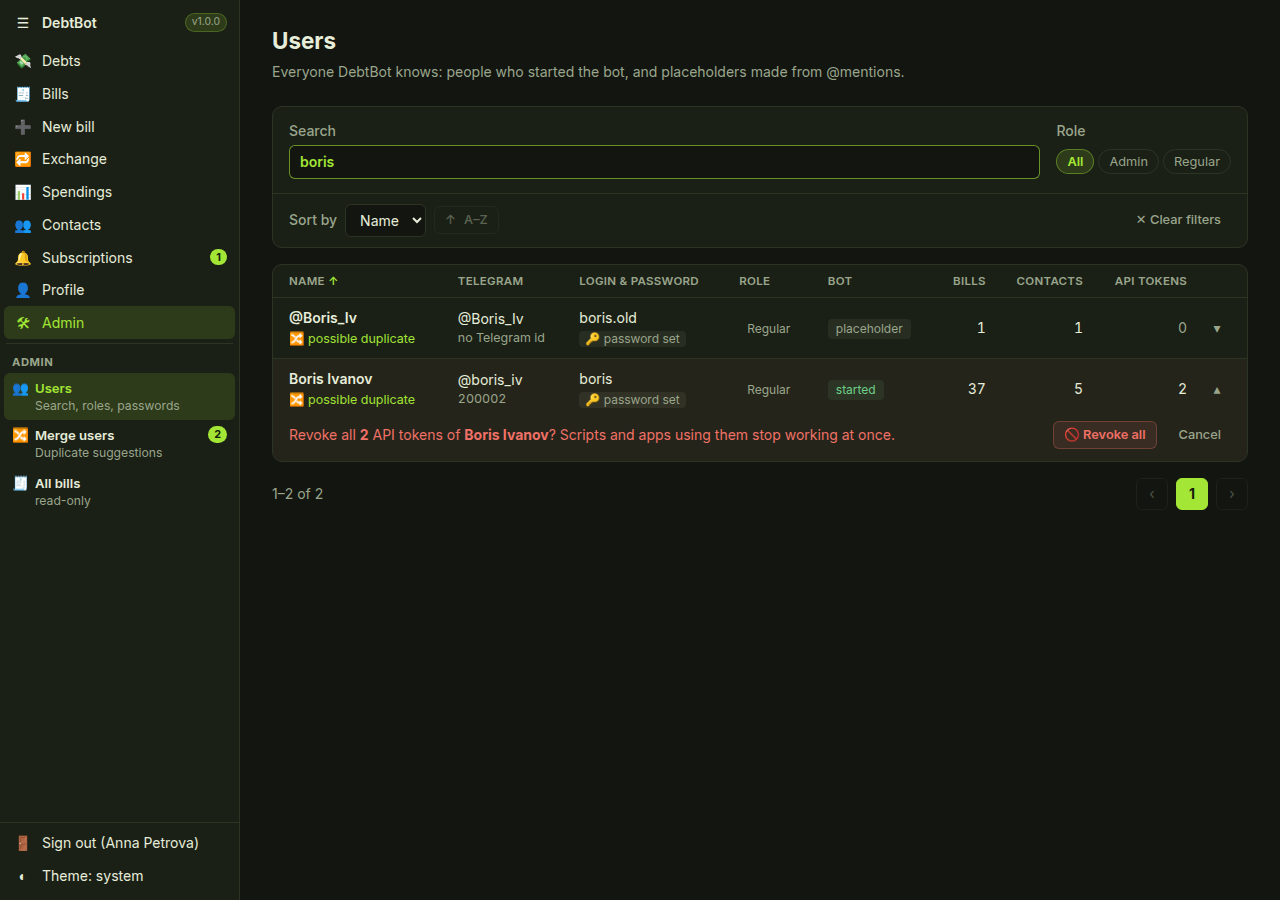 ☰ DebtBot v1.0.0
💸 Debts
🧾 Bills
➕ New bill
🔁 Exchange
📊 Spendings
👥 Contacts
🔔 Subscriptions 1
👤 Profile
🛠 Admin
ADMIN
👥 Users
Search, roles, passwords
🔀 Merge users 2
Duplicate suggestions
🧾 All bills
read-only
🚪 Sign out (Anna Petrova)
Theme: system
Users
Everyone DebtBot knows: people who started the bot, and placeholders made from @mentions.
Search Role
boris All Admin Regular
Sort by Name ↑ A–Z ✕ Clear filters
NAME ↑ TELEGRAM LOGIN & PASSWORD ROLE BOT BILLS CONTACTS API TOKENS
@Boris_Iv @Boris_Iv boris.old Regular placeholder 1 1 0 ▾
🔀 possible duplicate no Telegram id 🔑 password set
Boris Ivanov @boris_iv boris Regular started 37 5 2 ▴
🔀 possible duplicate 200002 🔑 password set
Revoke all 2 API tokens of Boris Ivanov? Scripts and apps using them stop working at once. 🚫 Revoke all Cancel
1–2 of 2 ‹ 1 ›